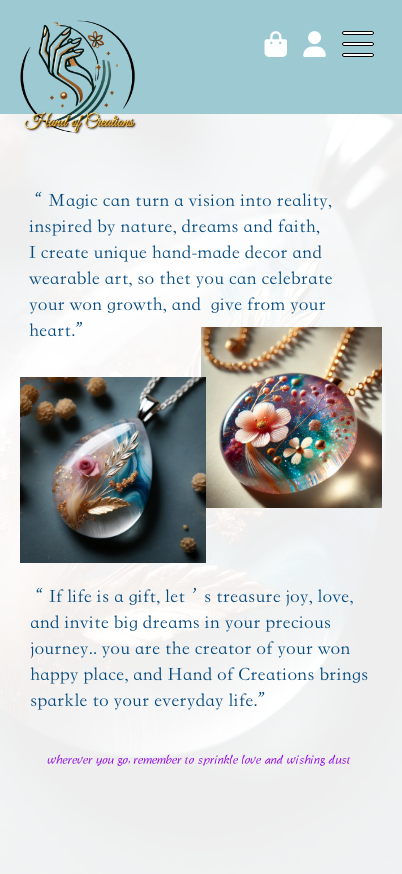 Hand of Creations
“ Magic can turn a vision into reality,
inspired by nature, dreams and faith,
I create unique hand-made decor and
wearable art, so thet you can celebrate
your won growth, and give from your
heart.”
“ If life is a gift, let ’ s treasure joy, love,
and invite big dreams in your precious
journey.. you are the creator of your won
happy place, and Hand of Creations brings
sparkle to your everyday life.”
wherever you go, remember to sprinkle love and wishing dust